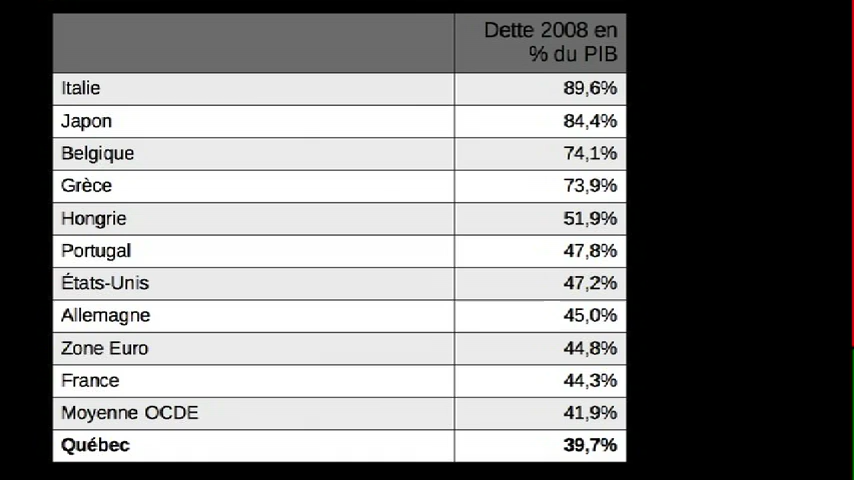 Dette 2008 en
% du PIB
Italie 89,6%
Japon 84,4%
Belgique 74,1%
Grèce 73,9%
Hongrie 51,9%
Portugal 47,8%
États-Unis 47,2%
Allemagne 45,0%
Zone Euro 44,8%
France 44,3%
Moyenne OCDE 41,9%
Québec 39,7%